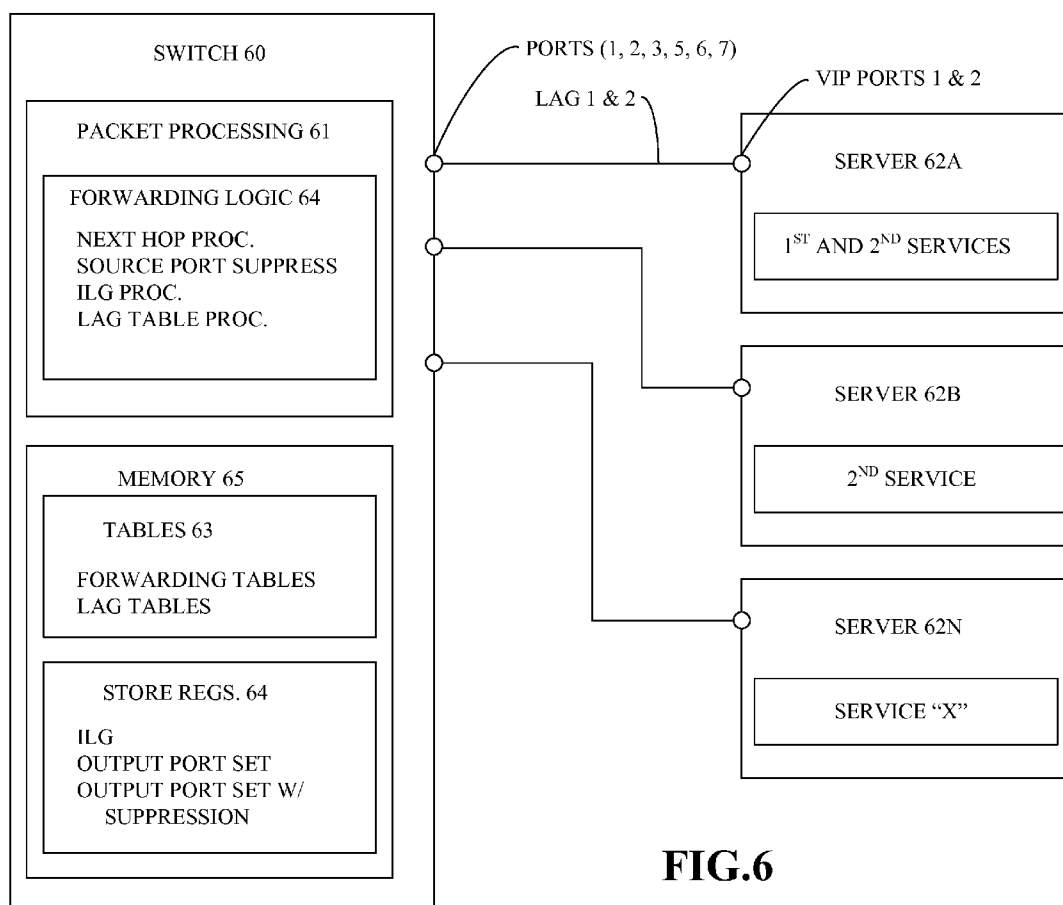 SWITCH 60
PACKET PROCESSING 61
FORWARDING LOGIC 64
NEXT HOP PROC.
SOURCE PORT SUPPRESS
ILG PROC.
LAG TABLE PROC.
MEMORY 65
TABLES 63
FORWARDING TABLES
LAG TABLES
STORE REGS. 64
ILG
OUTPUT PORT SET
OUTPUT PORT SET W/
SUPPRESSION
PORTS (1, 2, 3, 5, 6, 7)
LAG 1 & 2
VIP PORTS 1 & 2
SERVER 62A
1ST AND 2ND SERVICES
SERVER 62B
2ND SERVICE
SERVER 62N
SERVICE “X”
FIG.6